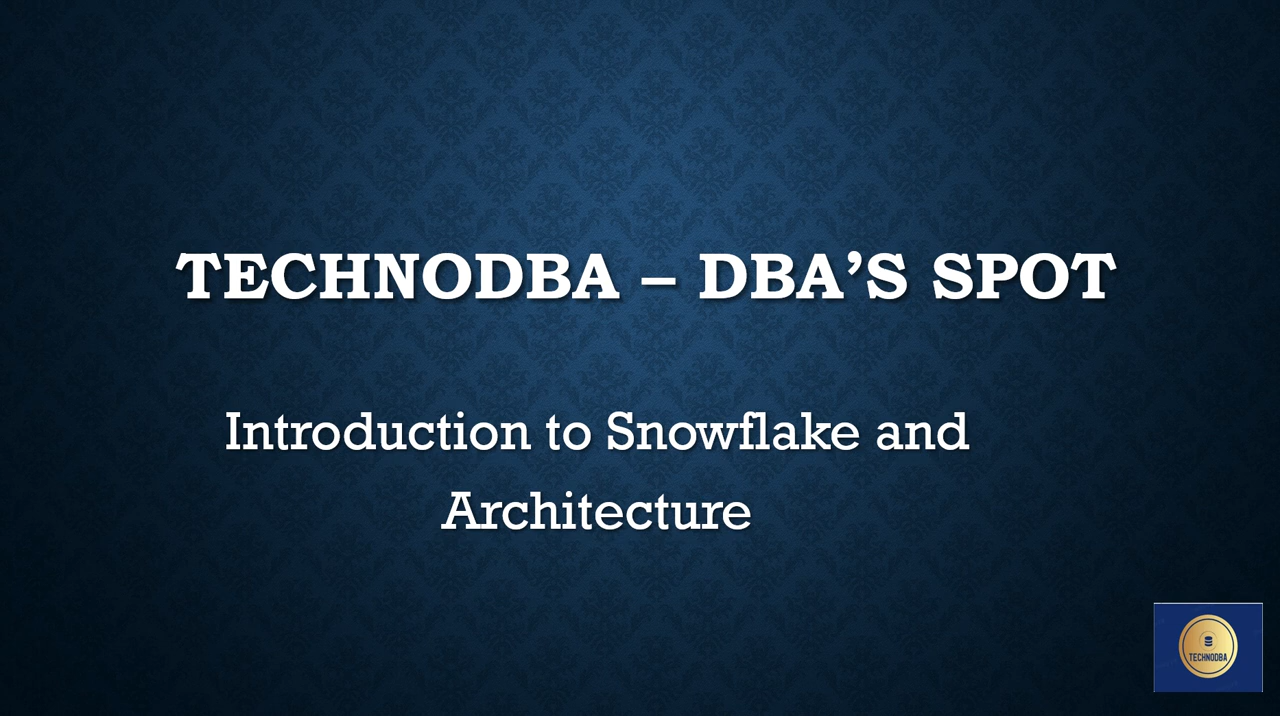 TECHNODBA – DBA’S SPOT
Introduction to Snowflake and
Architecture
TECHNODBA